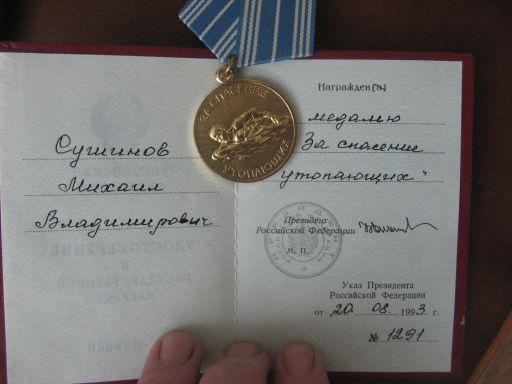 Сушинов
Михаил
Владимирович
ЗА СПАСЕНИЕ
УТОПАЮЩИХ
Награжден(а)
медалью
"За спасение
утопающих"
Президент
Российской Федерации
М. П.
Указ Президента
Российской Федерации
от 20. 08 1993 г
№ 1291